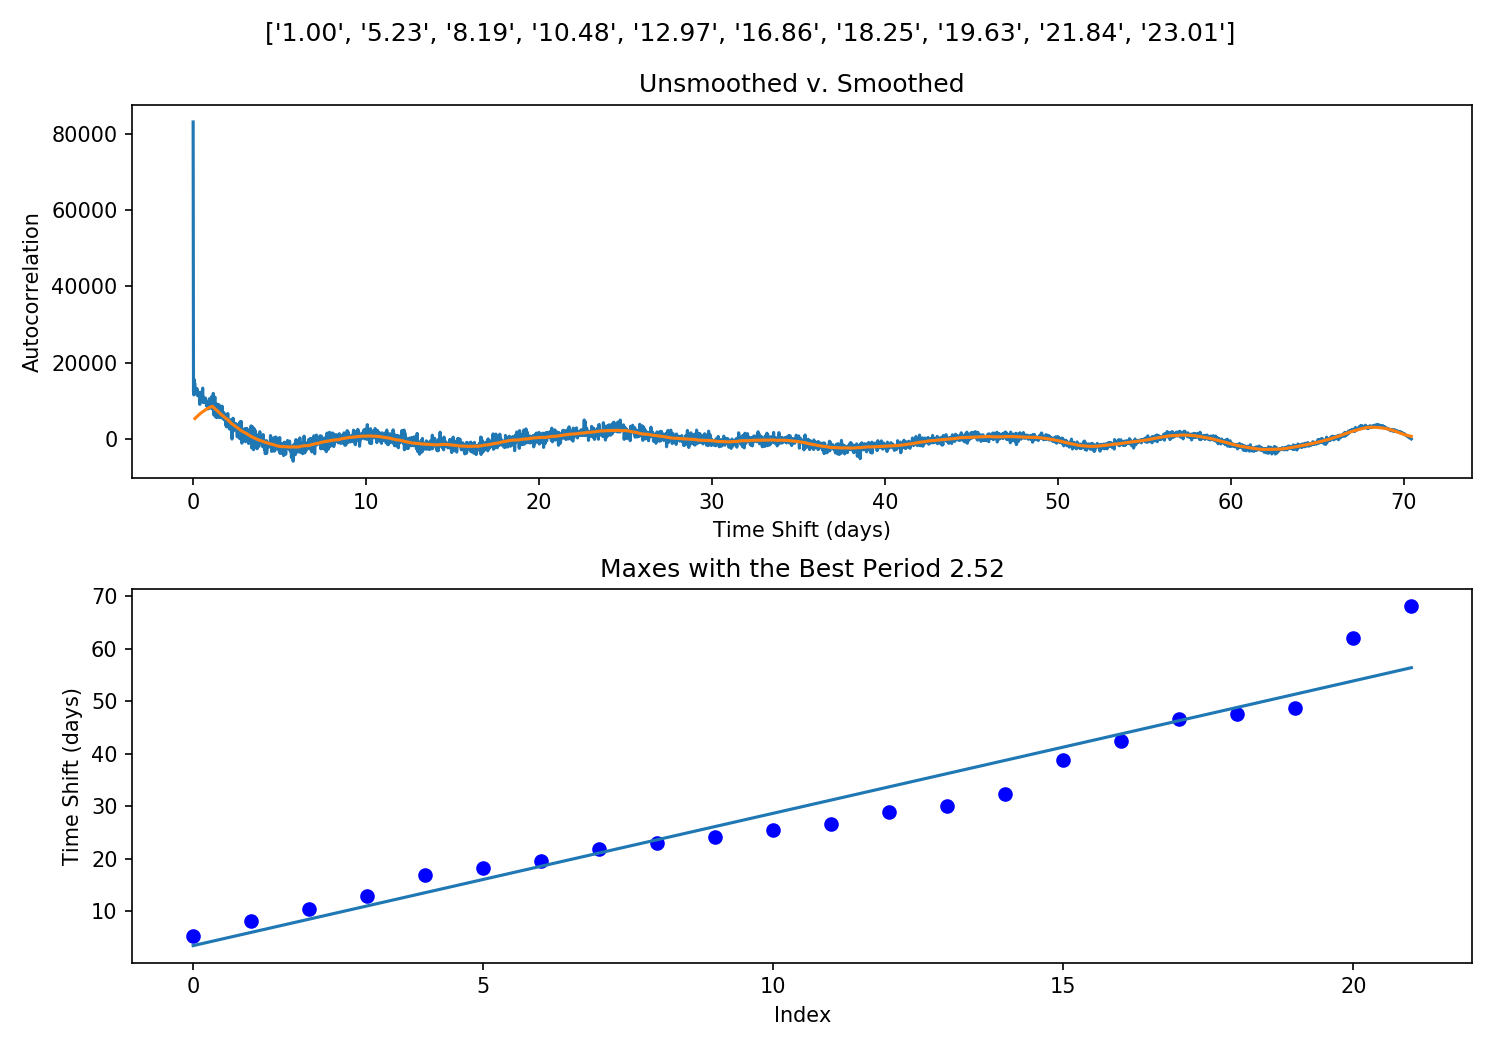 ['1.00', '5.23', '8.19', '10.48', '12.97', '16.86', '18.25', '19.63', '21.84', '23.01']
Unsmoothed v. Smoothed
Autocorrelation
80000
60000
40000
20000
0
0 10 20 30 40 50 60 70
Time Shift (days)
Maxes with the Best Period 2.52
Time Shift (days)
70
60
50
40
30
20
10
0 5 10 15 20
Index